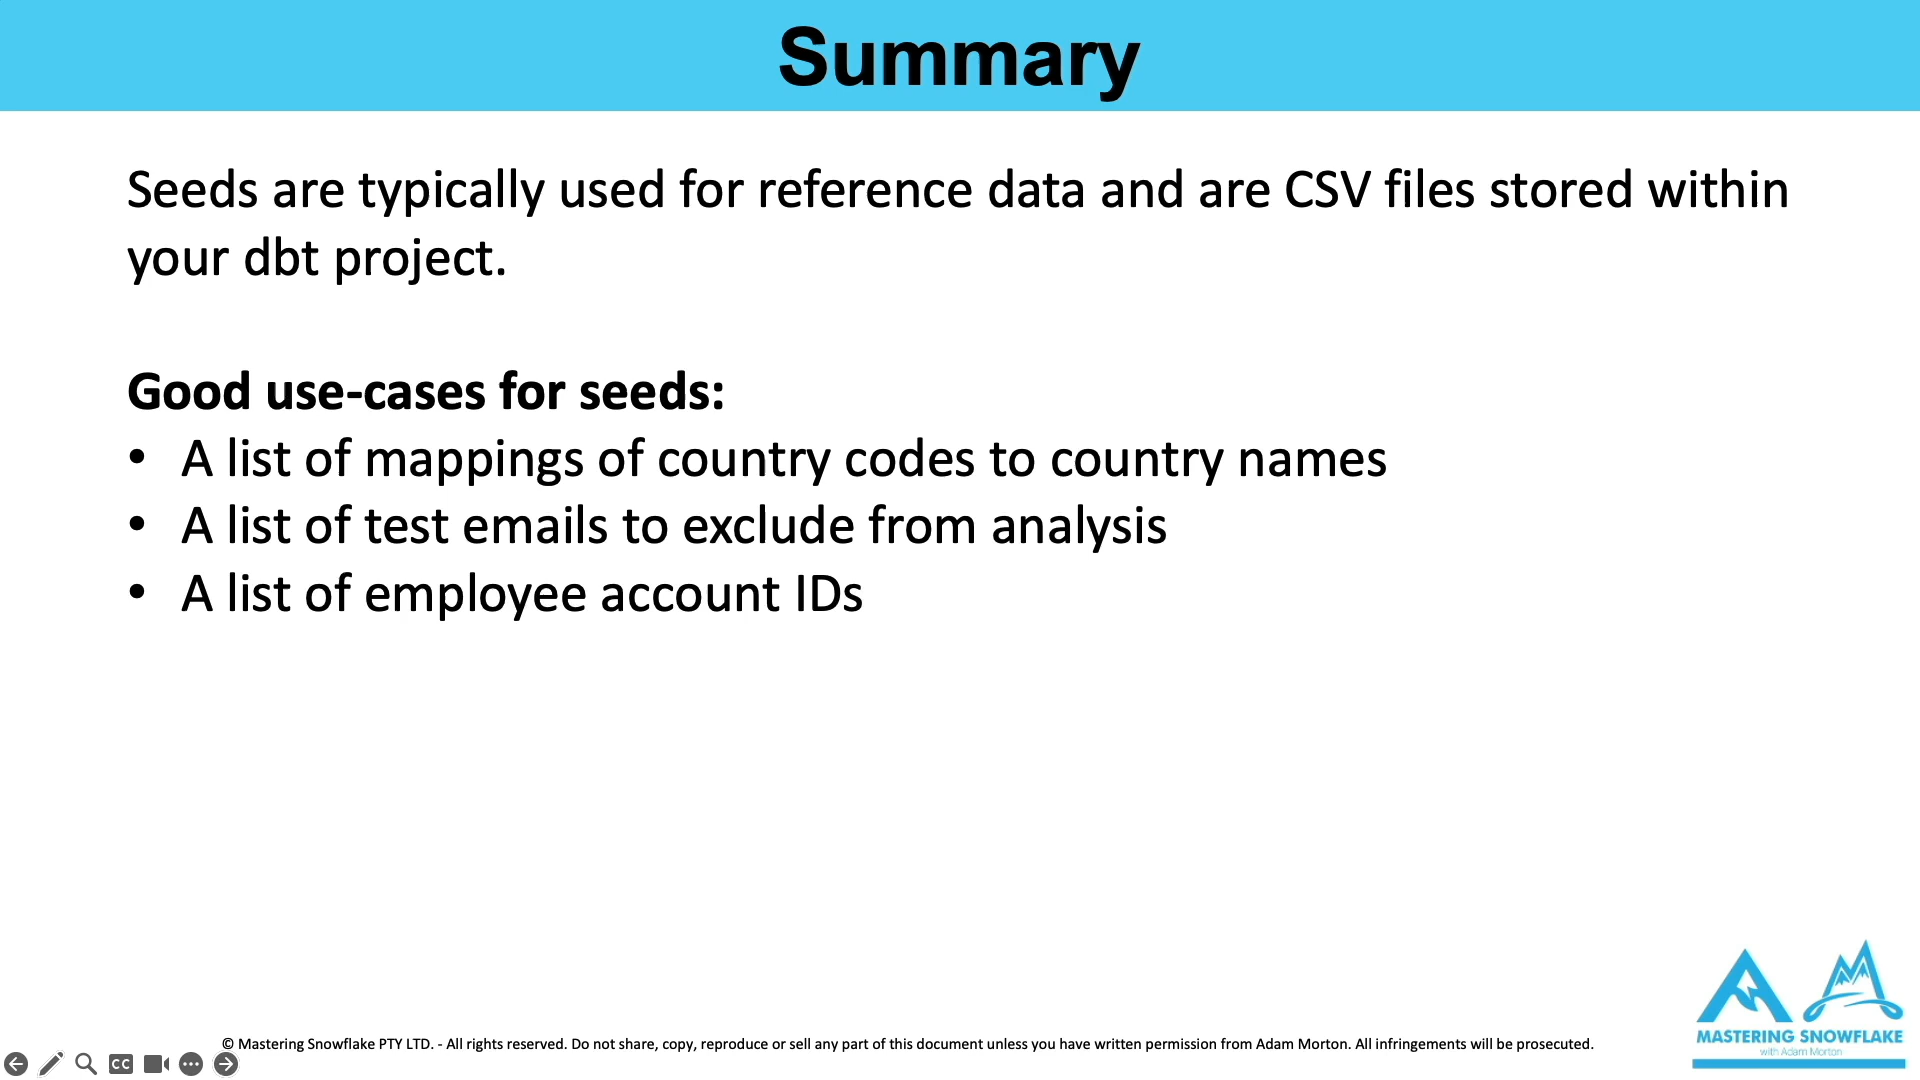 Summary
Seeds are typically used for reference data and are CSV files stored within
your dbt project.
Good use-cases for seeds:
• A list of mappings of country codes to country names
• A list of test emails to exclude from analysis
• A list of employee account IDs
MASTERING SNOWFLAKE
with Adam Morton
© Mastering Snowflake PTY LTD. - All rights reserved. Do not share, copy, reproduce or sell any part of this document unless you have written permission from Adam Morton. All infringements will be prosecuted.
CC